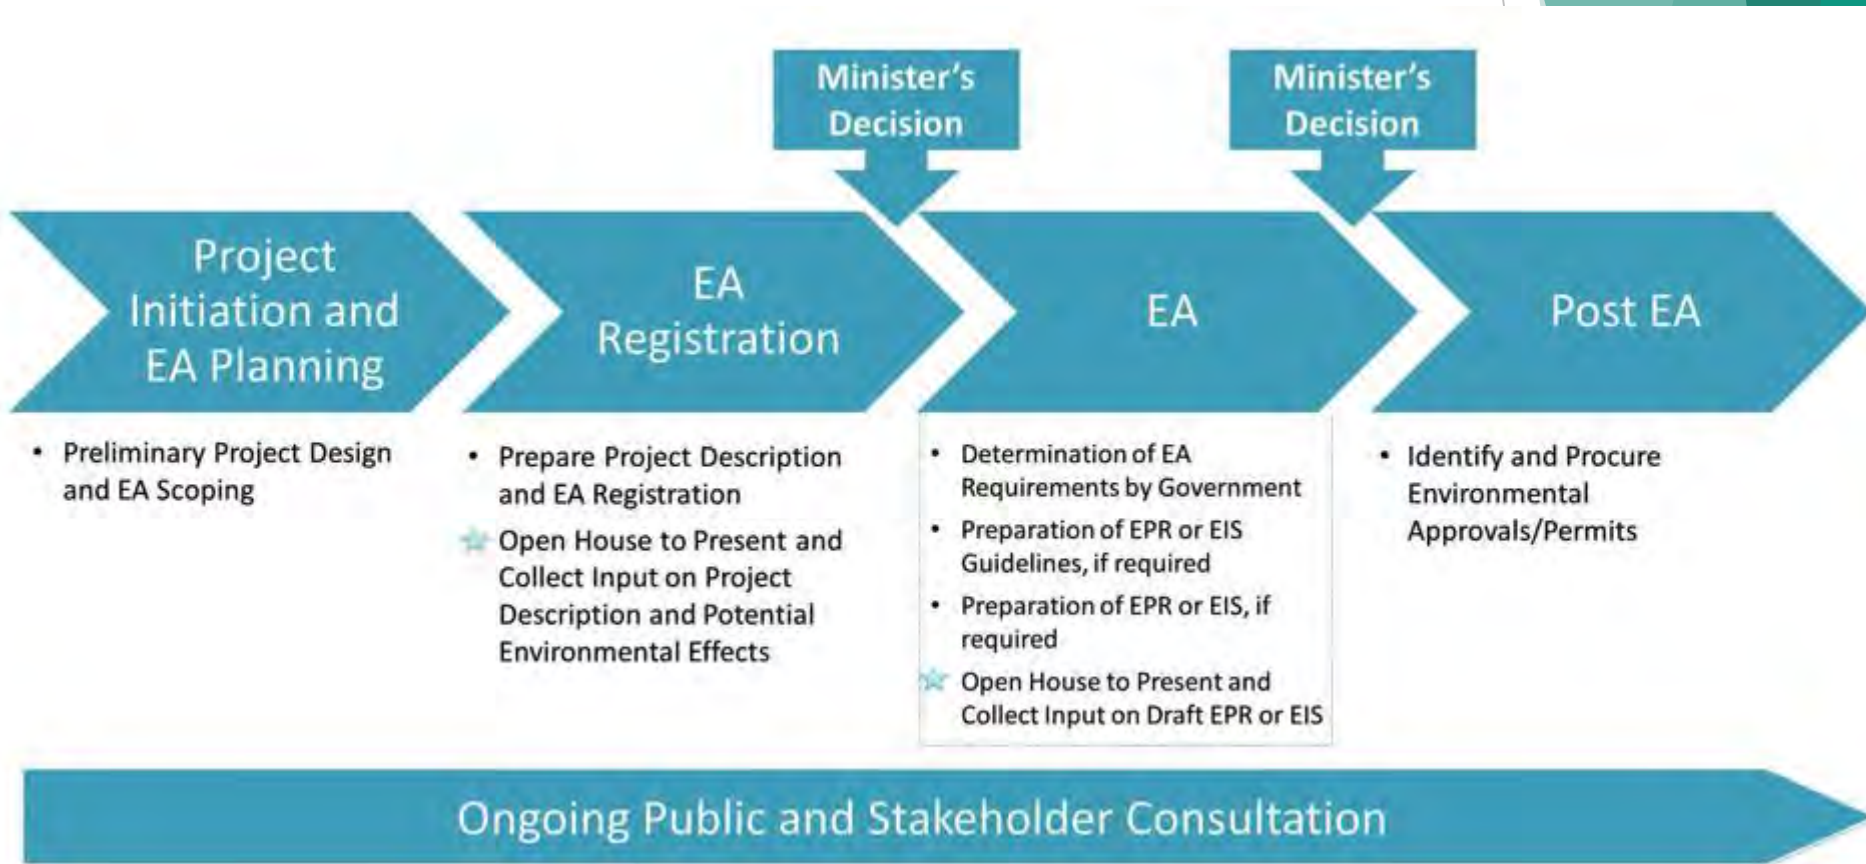 Minister's
Decision
Minister's
Decision
Project
Initiation and
EA Planning
EA
Registration
EA
Post EA
• Preliminary Project Design
and EA Scoping
• Prepare Project Description
and EA Registration
Open House to Present and
Collect Input on Project
Description and Potential
Environmental Effects
• Determination of EA
Requirements by Government
• Preparation of EPR or EIS
Guidelines, if required
• Preparation of EPR or EIS, if
required
Open House to Present and
Collect Input on Draft EPR or EIS
• Identify and Procure
Environmental
Approvals/Permits
Ongoing Public and Stakeholder Consultation